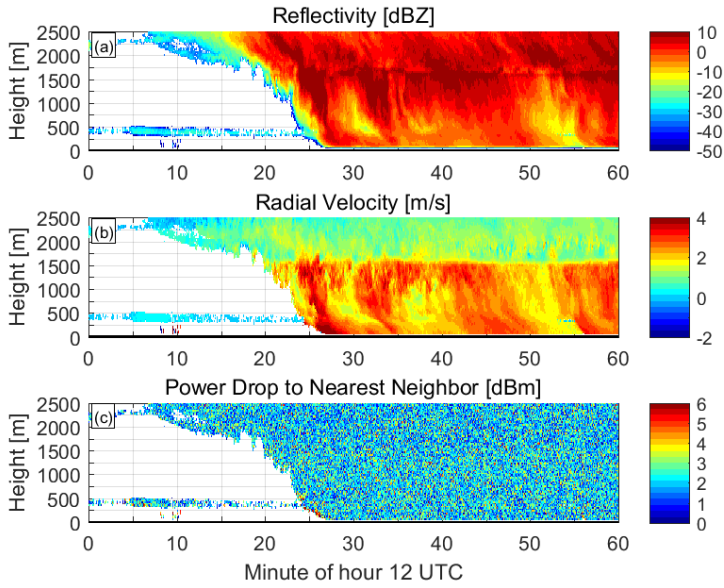 Reflectivity [dBZ]
Height [m]
2500
2000
1500
1000
500
0
(a)
0 10 20 30 40 50 60
10
0
-10
-20
-30
-40
-50
Radial Velocity [m/s]
Height [m]
2500
2000
1500
1000
500
0
(b)
0 10 20 30 40 50 60
4
2
0
-2
Power Drop to Nearest Neighbor [dBm]
Height [m]
2500
2000
1500
1000
500
0
(c)
0 10 20 30 40 50 60
6
5
4
3
2
1
0
Minute of hour 12 UTC